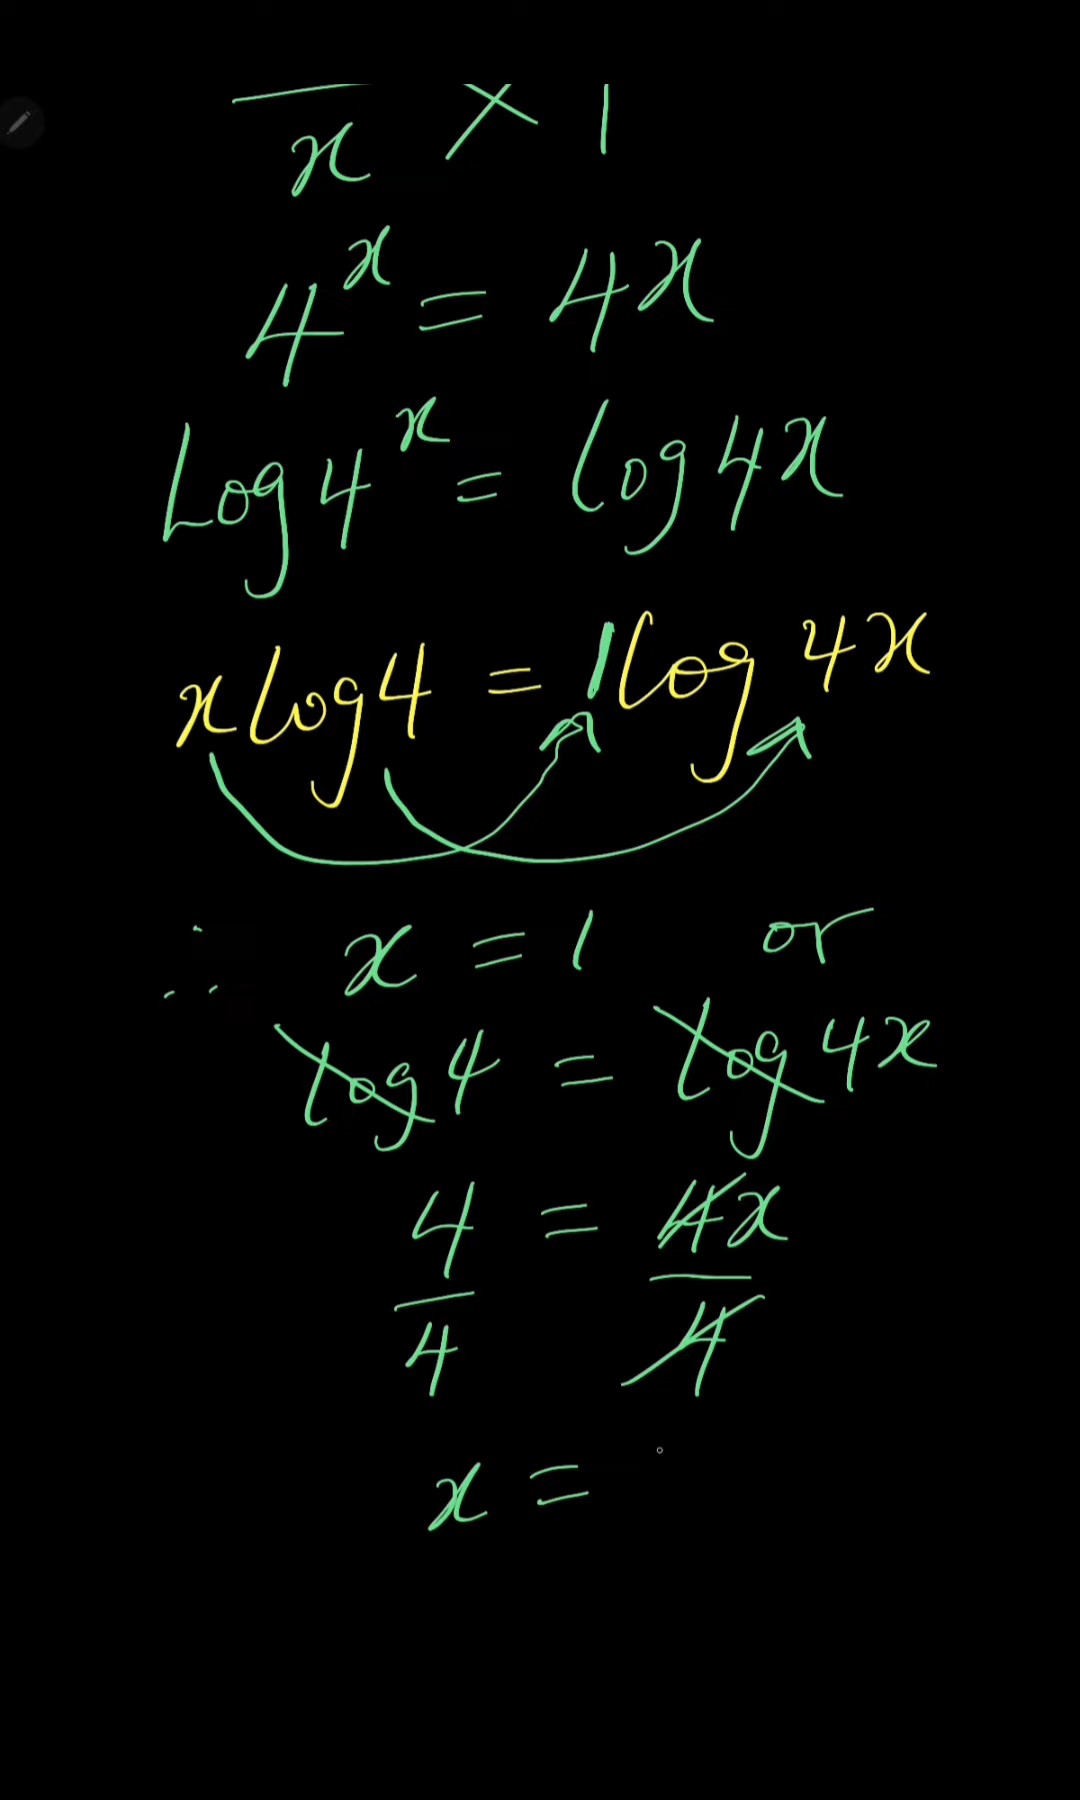 x × 1
4^x = 4x
Log 4^x = log 4x
x log 4 = 1 log 4x
∴ x = 1 or
log 4 = log 4x
4 = 4x
4 4
x =